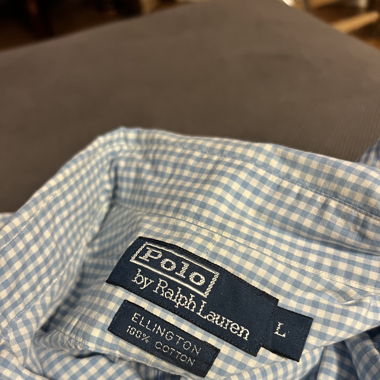 Polo
by Ralph Lauren
L
ELLINGTON
100% COTTON